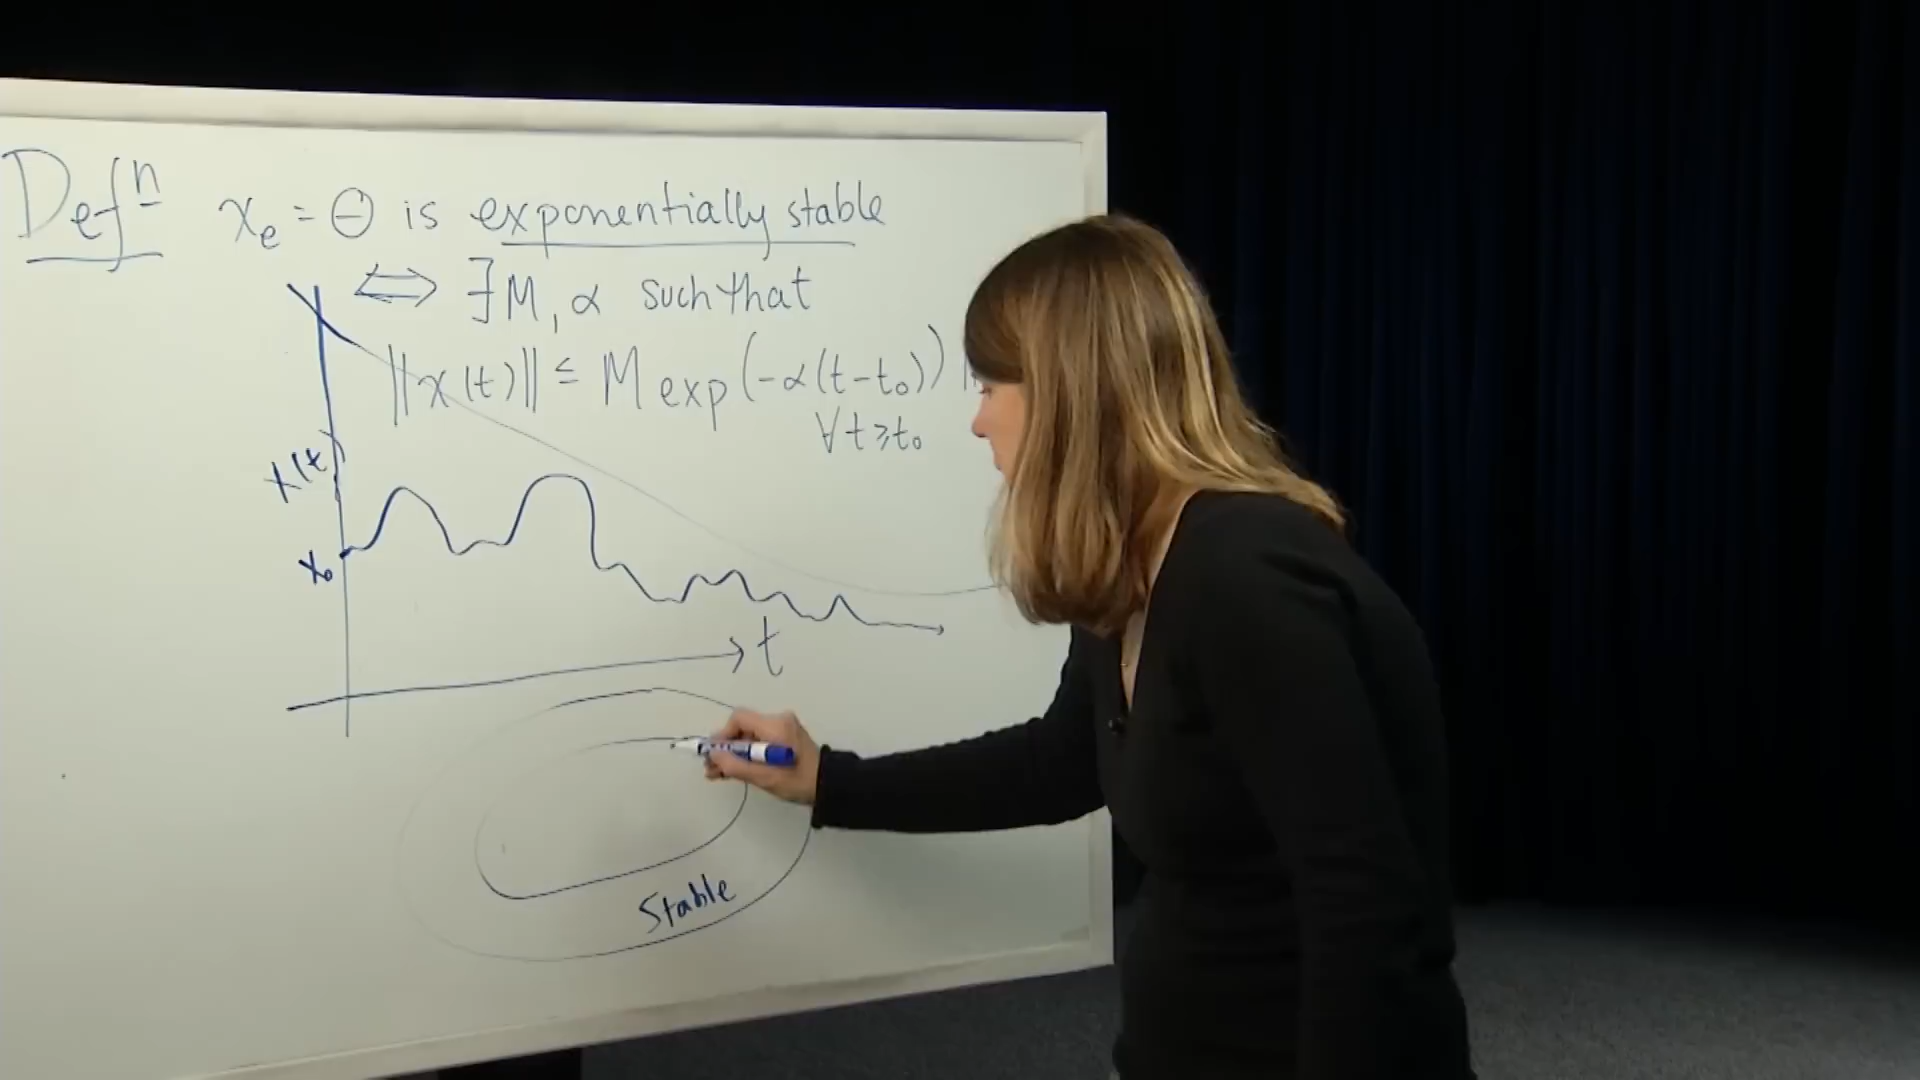 Defⁿ xₑ = θ is exponentially stable
⇔ ∃ M, α such that
||x(t)|| ≤ M exp(-α(t-t₀))
∀ t ≥ t₀
x(t)
x₀
t
Stable